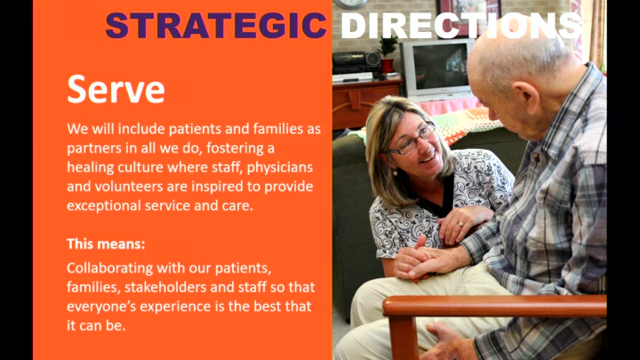 STRATEGIC DIRECTIONS
Serve
We will include patients and families as
partners in all we do, fostering a
healing culture where staff, physicians
and volunteers are inspired to provide
exceptional service and care.
This means:
Collaborating with our patients,
families, stakeholders and staff so that
everyone’s experience is the best that
it can be.